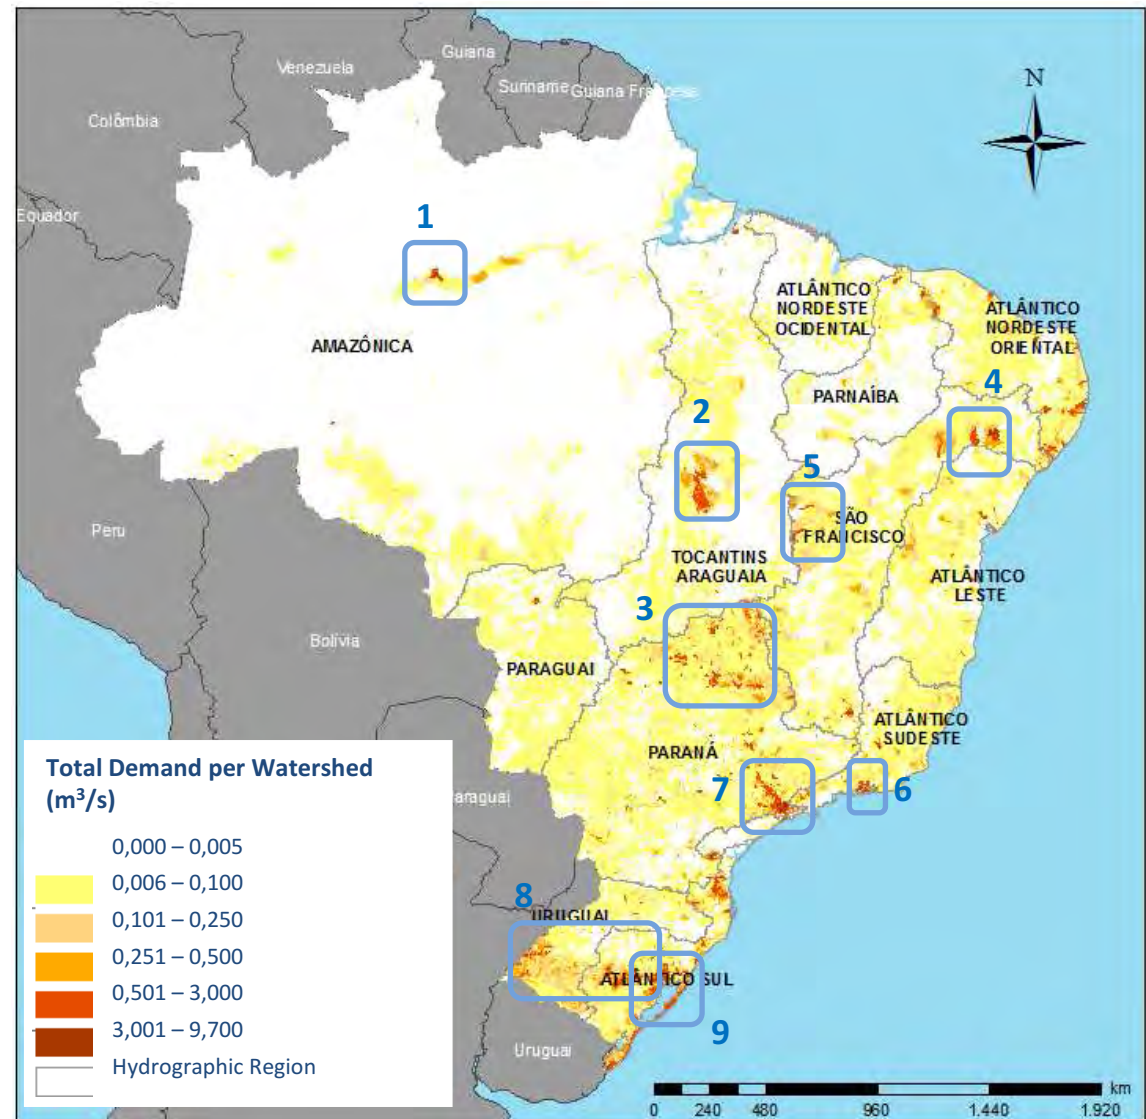 Guiana
Venezuela
Suriname
Guiana Francesa
N
Colômbia
Equador
1
ATLÂNTICO
NORDESTE
OCIDENTAL
ATLÂNTICO
NORDESTE
ORIENTAL
AMAZÔNICA
4
PARNAÍBA
2
5
Peru
SÃO
FRANCISCO
TOCANTINS
ARAGUAIA
ATLÂNTICO
LESTE
3
Bolívia
PARAGUAI
ATLÂNTICO
SUDESTE
PARANÁ
Total Demand per Watershed
(m³/s)
7
6
araguai
0,000 – 0,005
0,006 – 0,100
0,101 – 0,250
0,251 – 0,500
0,501 – 3,000
3,001 – 9,700
Hydrographic Region
8
URUGUAI
ATLÂNTICO SUL
9
Uruguai
km
0 240 480 960 1.440 1.920